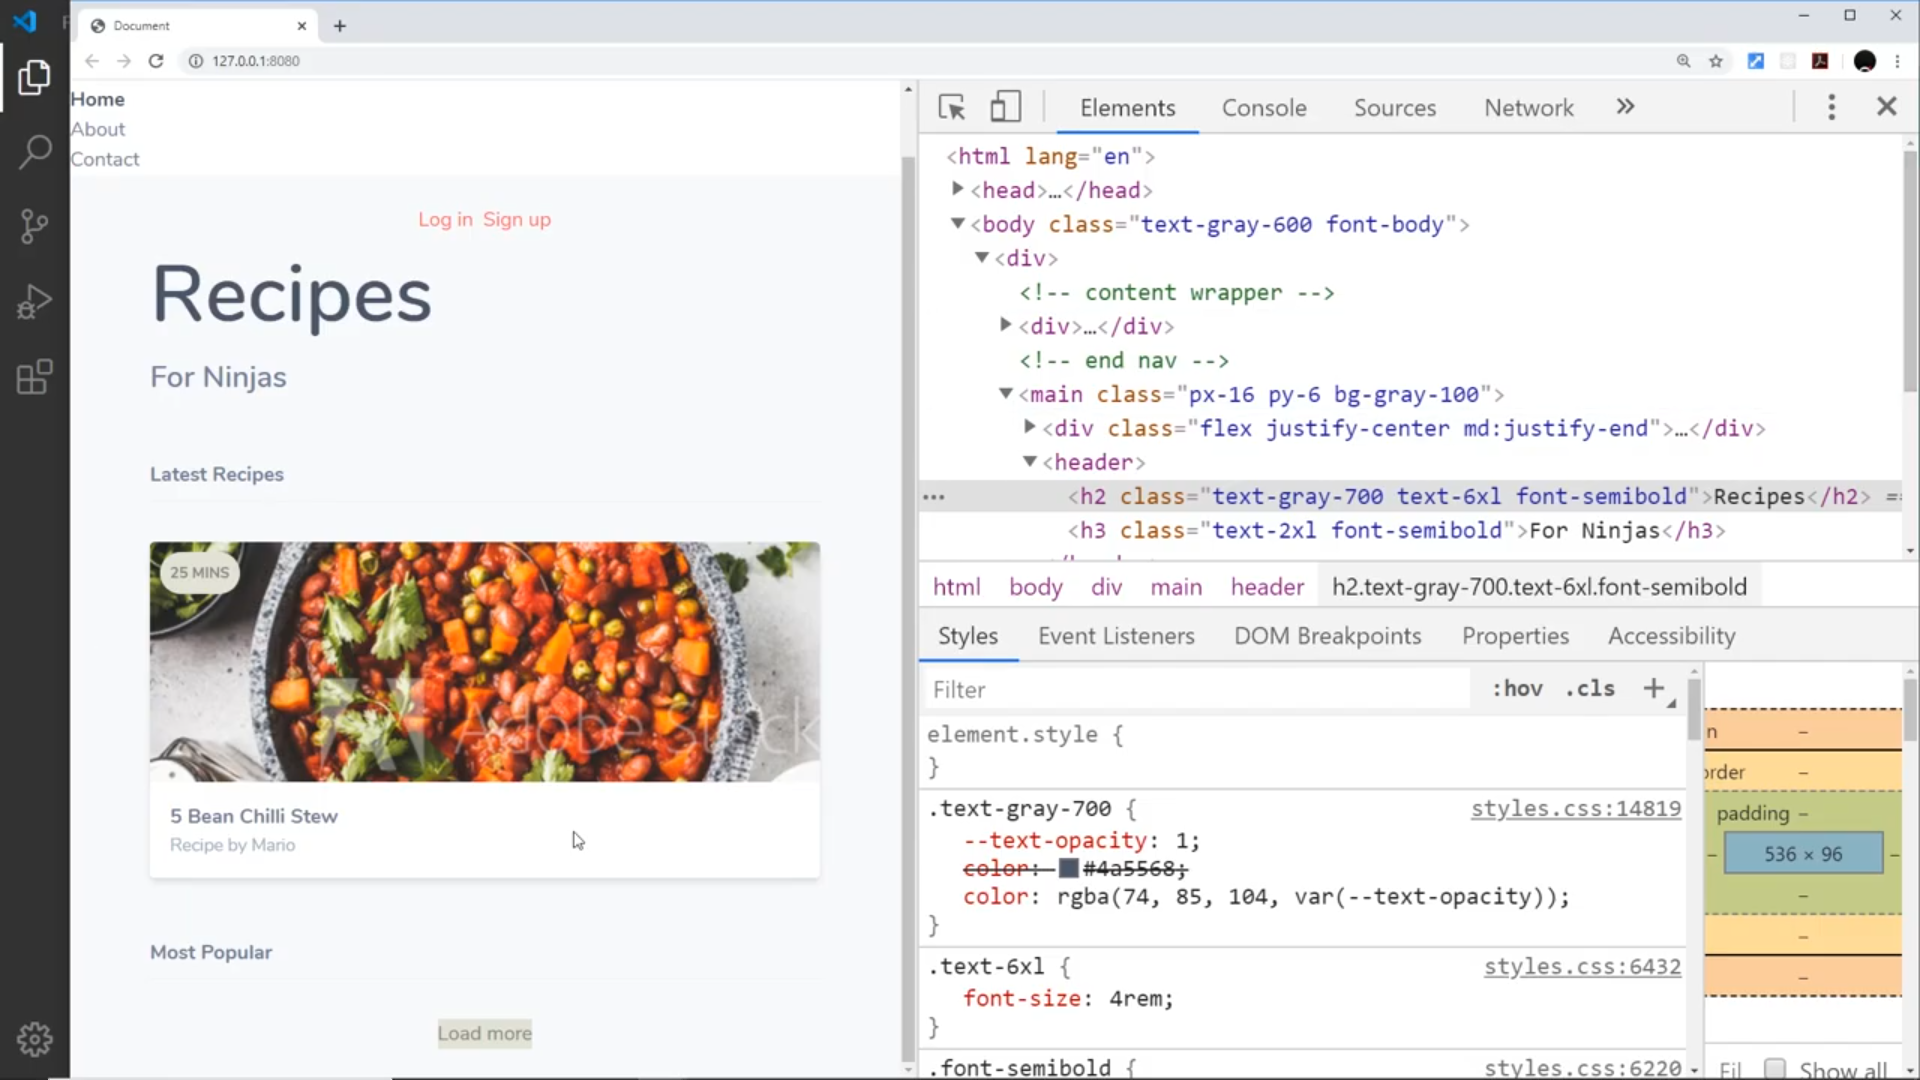 Document
127.0.0.1:8080
Home
About
Contact
Log in Sign up
Recipes
For Ninjas
Latest Recipes
25 MINS
Adobe Stock
5 Bean Chilli Stew
Recipe by Mario
Most Popular
Load more
Elements Console Sources Network
<html lang="en">
<head>…</head>
<body class="text-gray-600 font-body">
<div>
<!-- content wrapper -->
<div>…</div>
<!-- end nav -->
<main class="px-16 py-6 bg-gray-100">
<div class="flex justify-center md:justify-end">…</div>
<header>
<h2 class="text-gray-700 text-6xl font-semibold">Recipes</h2> ==
<h3 class="text-2xl font-semibold">For Ninjas</h3>
html body div main header h2.text-gray-700.text-6xl.font-semibold
Styles Event Listeners DOM Breakpoints Properties Accessibility
Filter :hov .cls +
element.style {
}
.text-gray-700 { styles.css:14819
--text-opacity: 1;
color: #4a5568;
color: rgba(74, 85, 104, var(--text-opacity));
}
.text-6xl { styles.css:6432
font-size: 4rem;
}
.font-semibold { styles.css:6220
n –
order –
padding –
– 536 × 96 –
–
–
–
Fil Show all